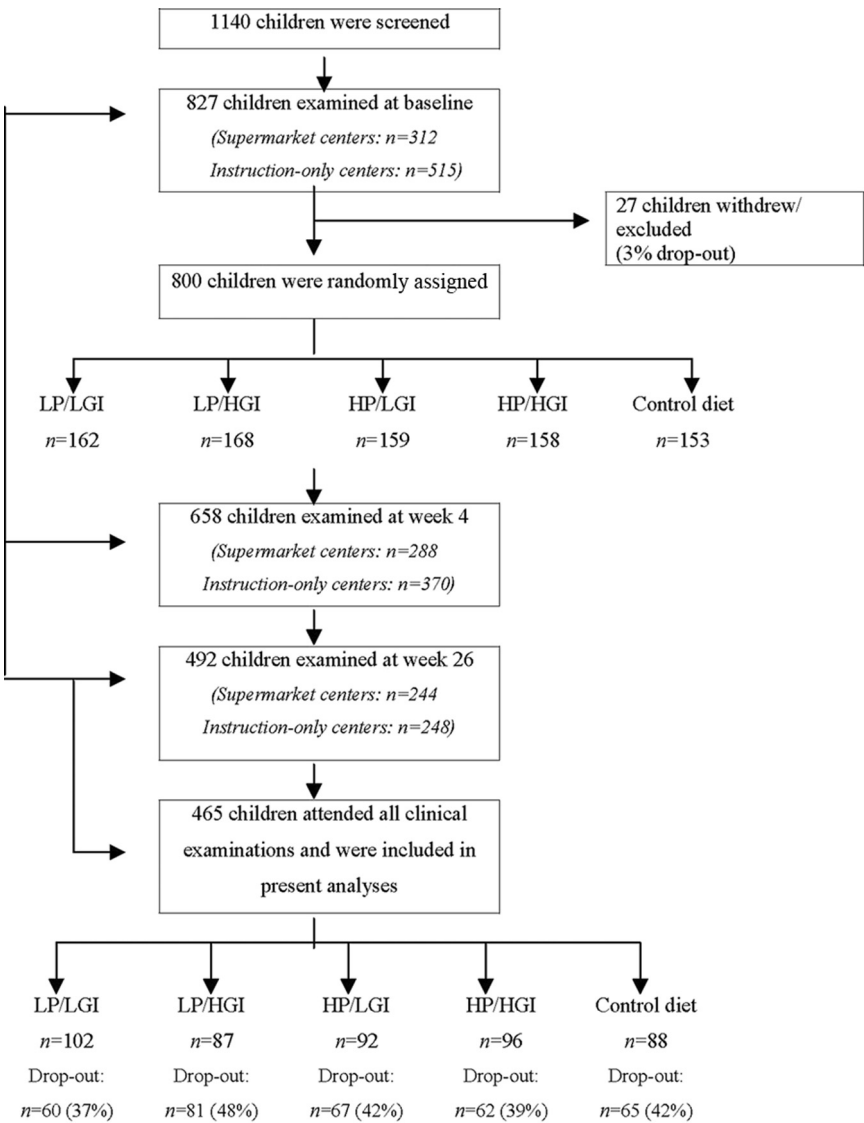 1140 children were screened
827 children examined at baseline
(Supermarket centers: n=312
Instruction-only centers: n=515)
27 children withdrew/
excluded
(3% drop-out)
800 children were randomly assigned
LP/LGI LP/HGI HP/LGI HP/HGI Control diet
n=162 n=168 n=159 n=158 n=153
658 children examined at week 4
(Supermarket centers: n=288
Instruction-only centers: n=370)
492 children examined at week 26
(Supermarket centers: n=244
Instruction-only centers: n=248)
465 children attended all clinical
examinations and were included in
present analyses
LP/LGI LP/HGI HP/LGI HP/HGI Control diet
n=102 n=87 n=92 n=96 n=88
Drop-out: Drop-out: Drop-out: Drop-out: Drop-out:
n=60 (37%) n=81 (48%) n=67 (42%) n=62 (39%) n=65 (42%)